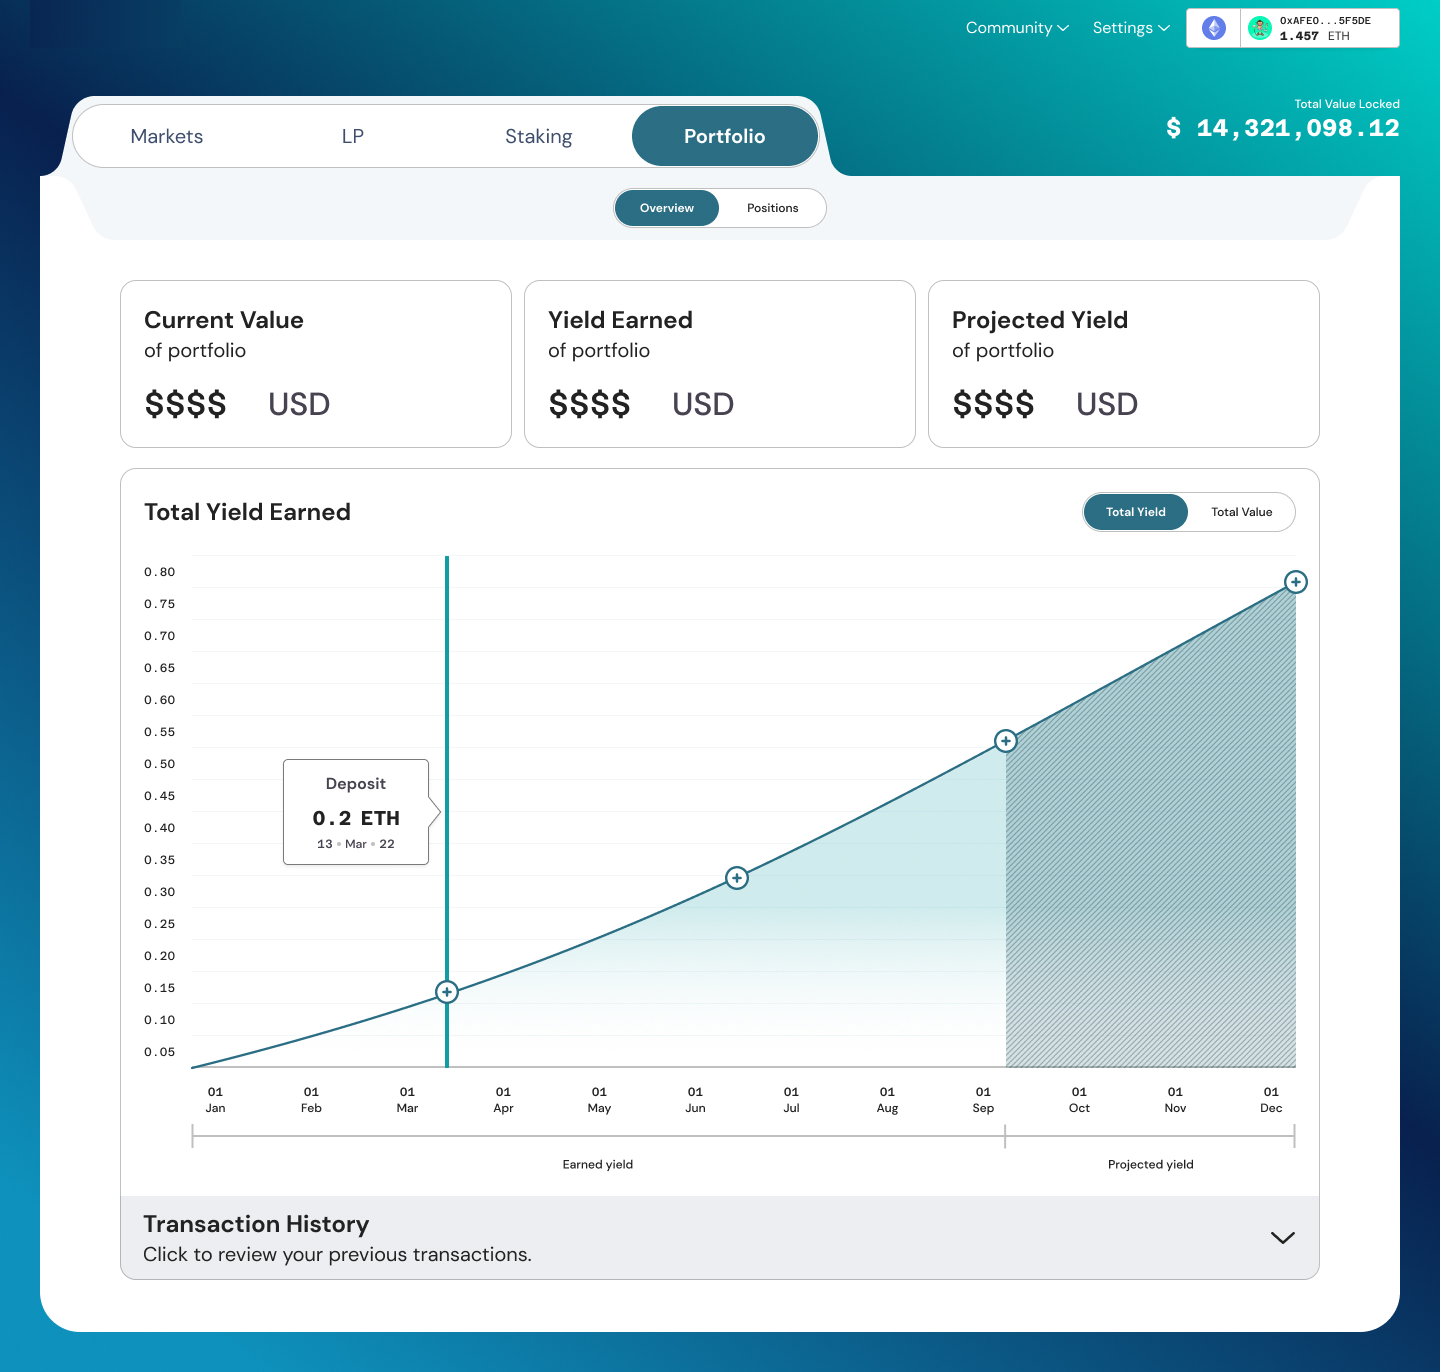 Community
Settings
0xAFE0...5F5DE
1.457 ETH
Total Value Locked
$ 14,321,098.12
Markets
LP
Staking
Portfolio
Overview
Positions
Current Value
of portfolio
$$$$ USD
Yield Earned
of portfolio
$$$$ USD
Projected Yield
of portfolio
$$$$ USD
Total Yield Earned
Total Yield
Total Value
0.80
0.75
0.70
0.65
0.60
0.55
0.50
0.45
0.40
0.35
0.30
0.25
0.20
0.15
0.10
0.05
Deposit
0.2 ETH
13 • Mar • 22
01
Jan
01
Feb
01
Mar
01
Apr
01
May
01
Jun
01
Jul
01
Aug
01
Sep
01
Oct
01
Nov
01
Dec
Earned yield
Projected yield
Transaction History
Click to review your previous transactions.